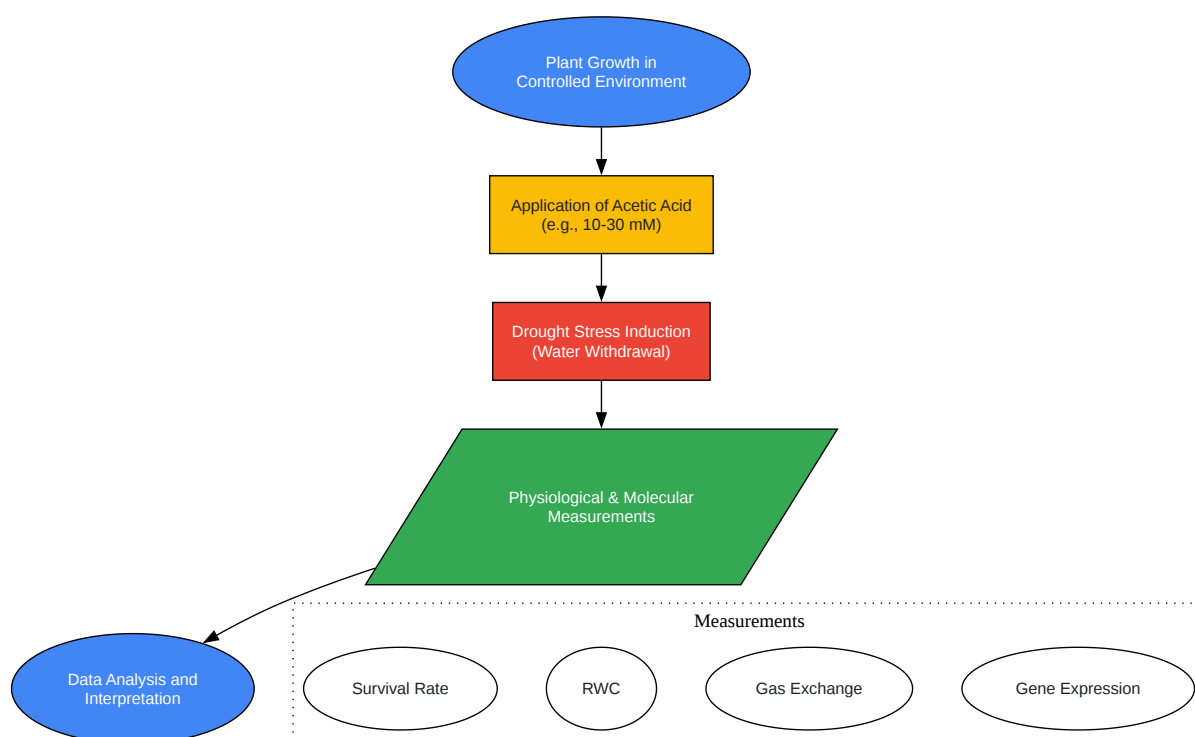 Plant Growth in
Controlled Environment
Application of Acetic Acid
(e.g., 10-30 mM)
Drought Stress Induction
(Water Withdrawal)
Physiological & Molecular
Measurements
Measurements
Data Analysis and
Interpretation
Survival Rate
RWC
Gas Exchange
Gene Expression